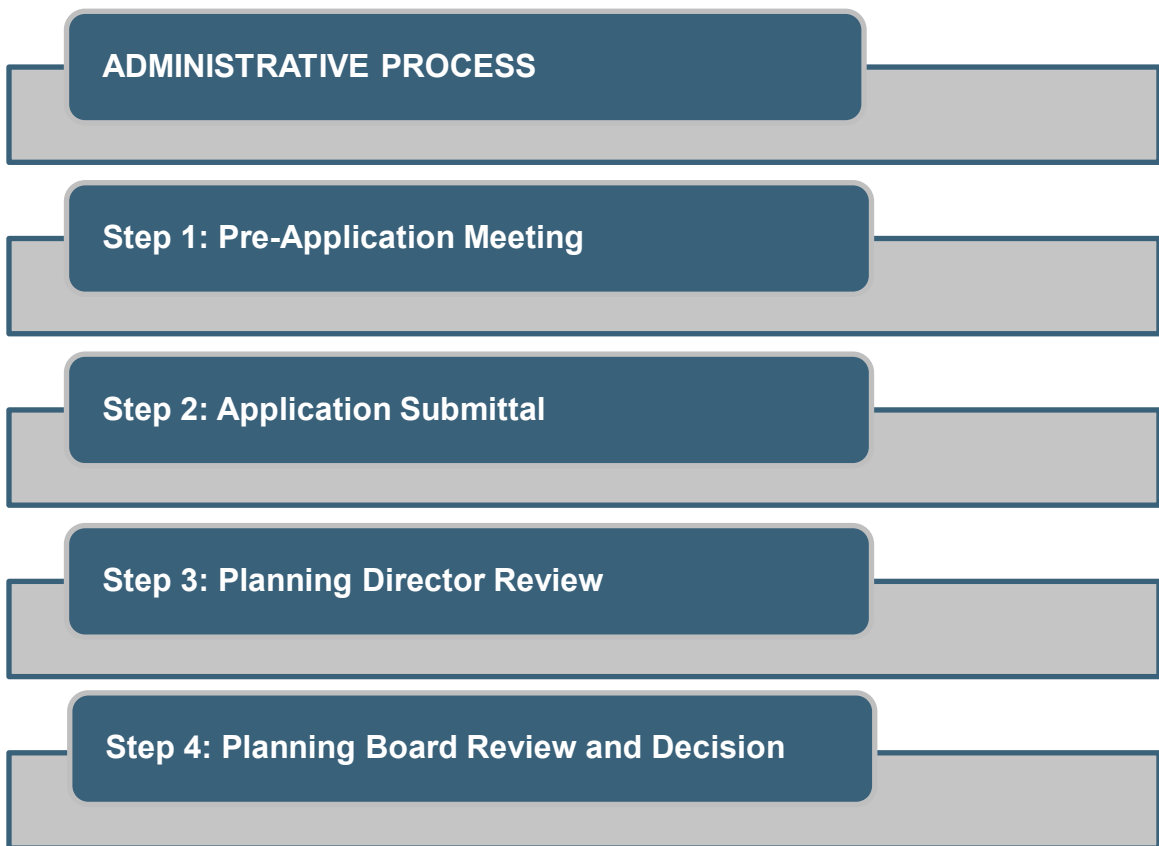 ADMINISTRATIVE PROCESS
Step 1: Pre-Application Meeting
Step 2: Application Submittal
Step 3: Planning Director Review
Step 4: Planning Board Review and Decision